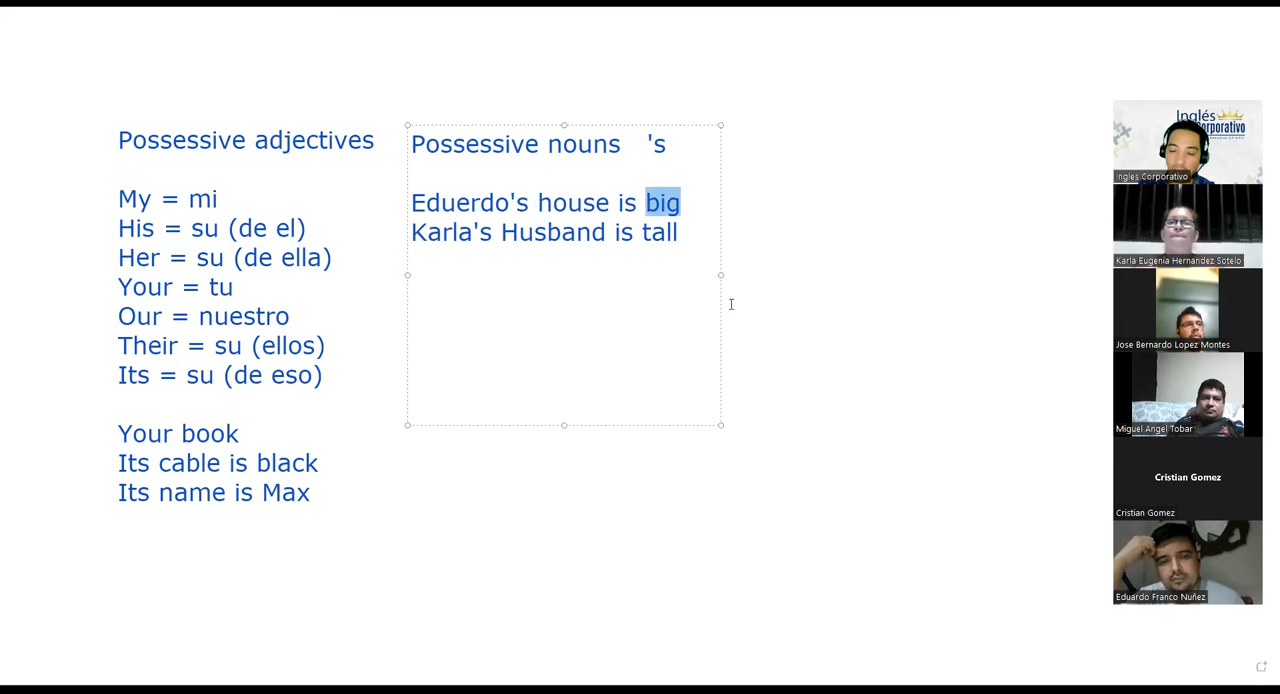 Possessive adjectives
My = mi
His = su (de el)
Her = su (de ella)
Your = tu
Our = nuestro
Their = su (ellos)
Its = su (de eso)
Your book
Its cable is black
Its name is Max
Possessive nouns 's
Eduerdo's house is big
Karla's Husband is tall
Inglés
Corporativo
Ingles Corporativo
Karla Eugenia Hernandez Sotelo
Jose Bernardo Lopez Montes
Miguel Angel Tobar
Cristian Gomez
Cristian Gomez
Eduardo Franco Nuñez